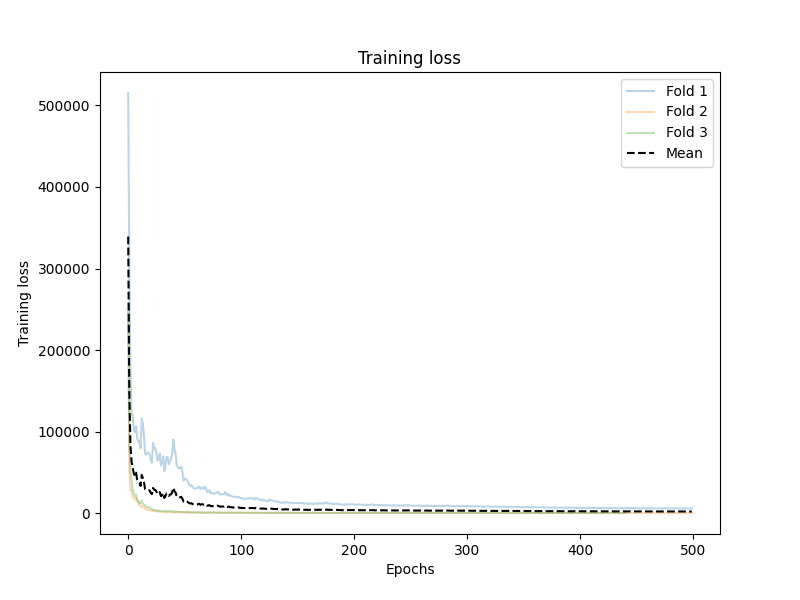 Training loss
Fold 1
Fold 2
Fold 3
Mean
Training loss
500000
400000
300000
200000
100000
0
0 100 200 300 400 500
Epochs